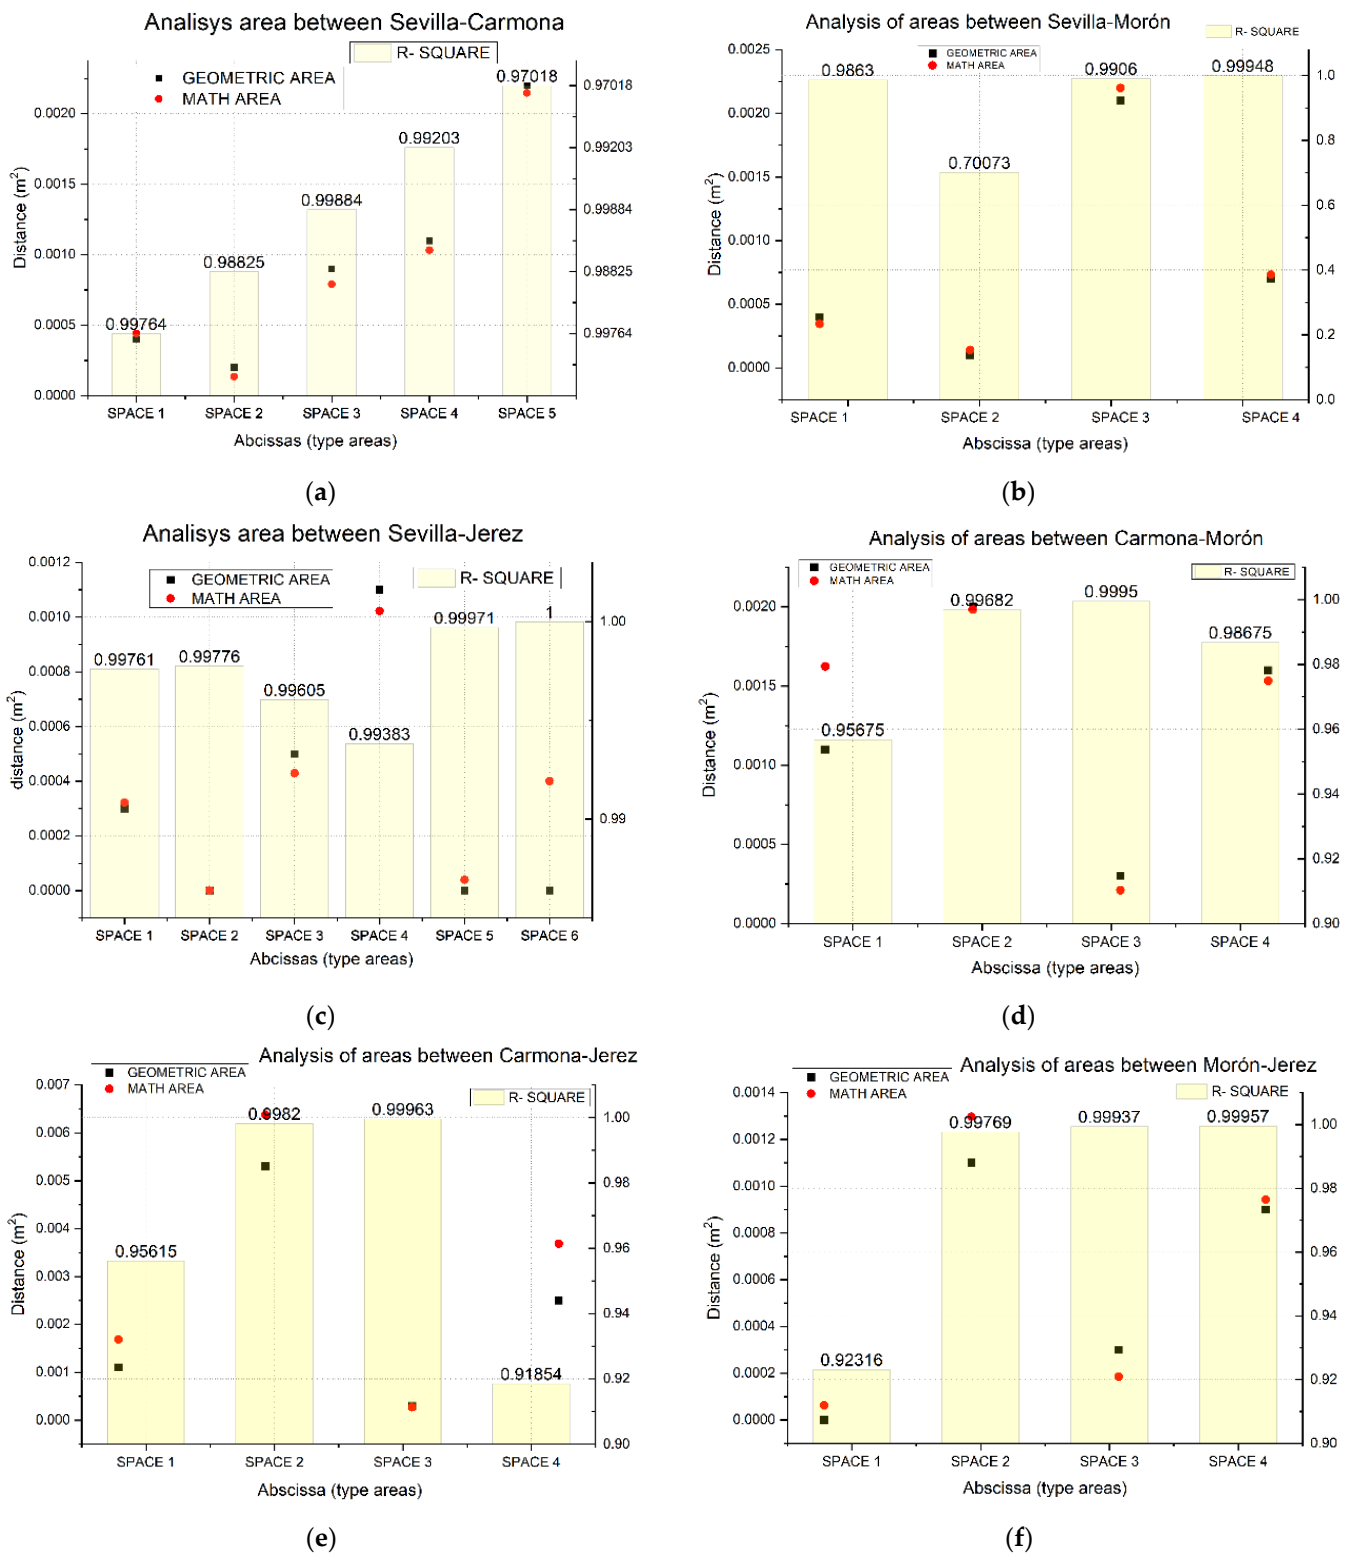 Analisys area between Sevilla-Carmona
R- SQUARE
GEOMETRIC AREA
MATH AREA
0.97018
0.99203
0.99884
0.98825
0.99764
0.0020
0.0015
0.0010
0.0005
0.0000
Distance (m²)
0.97018
0.99203
0.99884
0.98825
0.99764
SPACE 1 SPACE 2 SPACE 3 SPACE 4 SPACE 5
Abcissas (type areas)
(a)
Analysis of areas between Sevilla-Morón
R- SQUARE
GEOMETRIC AREA
MATH AREA
0.9863
0.70073
0.9906
0.99948
0.0025
0.0020
0.0015
0.0010
0.0005
0.0000
Distance (m²)
1.0
0.8
0.6
0.4
0.2
0.0
SPACE 1 SPACE 2 SPACE 3 SPACE 4
Abscissa (type areas)
(b)
Analisys area between Sevilla-Jerez
GEOMETRIC AREA
MATH AREA
R- SQUARE
0.99761
0.99776
0.99605
0.99383
0.99971
1
0.0012
0.0010
0.0008
0.0006
0.0004
0.0002
0.0000
distance (m²)
1.00
0.99
SPACE 1 SPACE 2 SPACE 3 SPACE 4 SPACE 5 SPACE 6
Abcissas (type areas)
(c)
Analysis of areas between Carmona-Morón
GEOMETRIC AREA
MATH AREA
R- SQUARE
0.95675
0.99682
0.9995
0.98675
0.0020
0.0015
0.0010
0.0005
0.0000
Distance (m²)
1.00
0.98
0.96
0.94
0.92
0.90
SPACE 1 SPACE 2 SPACE 3 SPACE 4
Abscissa (type areas)
(d)
Analysis of areas between Carmona-Jerez
GEOMETRIC AREA
MATH AREA
R- SQUARE
0.95615
0.9982
0.99963
0.91854
0.007
0.006
0.005
0.004
0.003
0.002
0.001
0.000
Distance (m²)
1.00
0.98
0.96
0.94
0.92
0.90
SPACE 1 SPACE 2 SPACE 3 SPACE 4
Abscissa (type areas)
(e)
Analysis of areas between Morón-Jerez
GEOMETRIC AREA
MATH AREA
R- SQUARE
0.92316
0.99769
0.99937
0.99957
0.0014
0.0012
0.0010
0.0008
0.0006
0.0004
0.0002
0.0000
Distance (m²)
1.00
0.98
0.96
0.94
0.92
0.90
SPACE 1 SPACE 2 SPACE 3 SPACE 4
Abscissa (type areas)
(f)